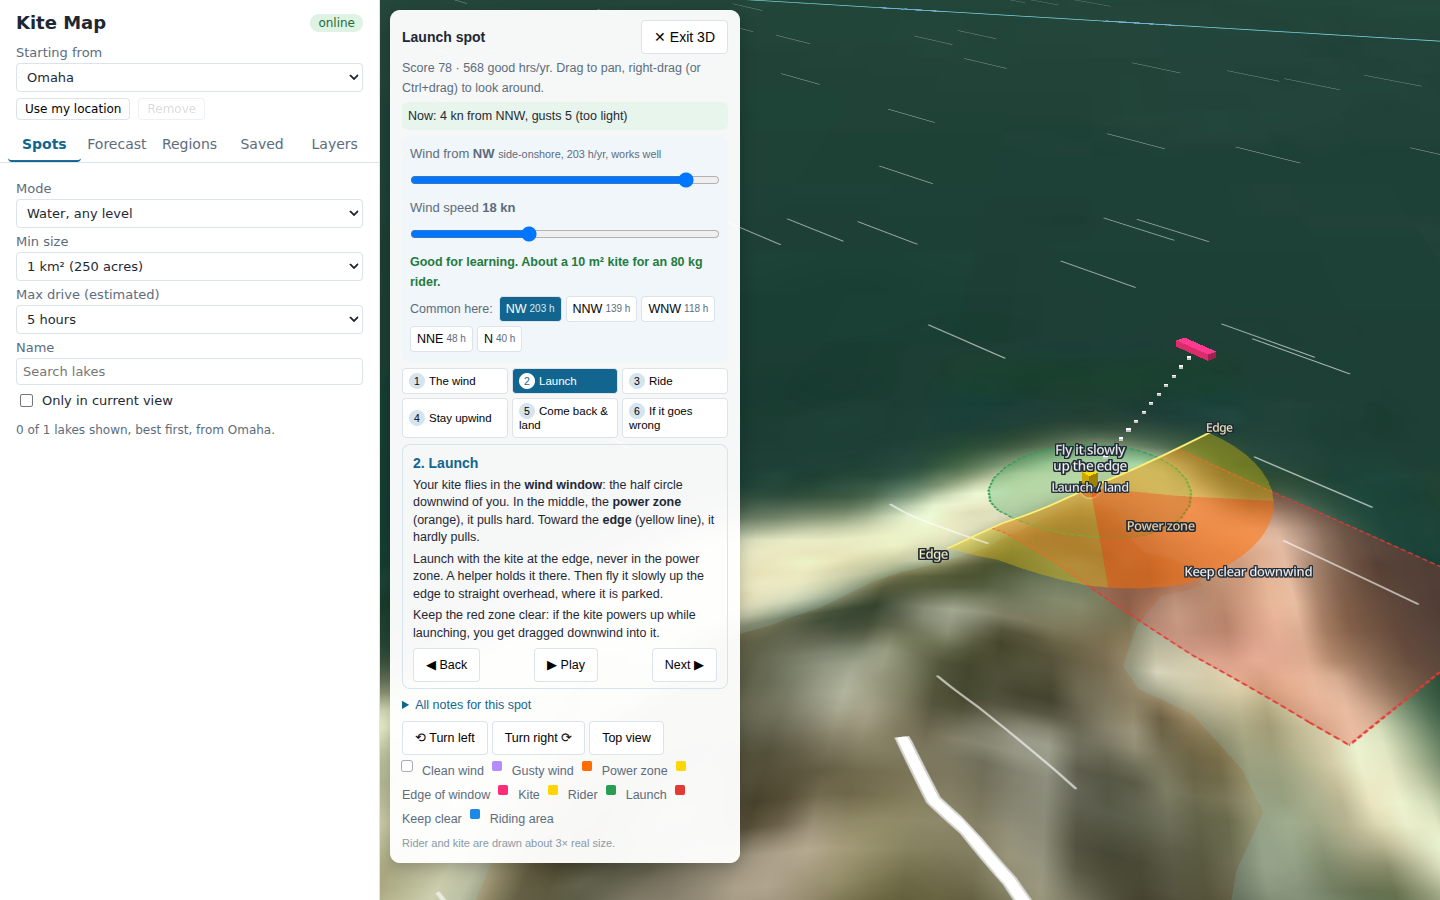 Kite Map
online
Starting from
Omaha
Use my location
Remove
Spots
Forecast
Regions
Saved
Layers
Mode
Water, any level
Min size
1 km² (250 acres)
Max drive (estimated)
5 hours
Name
Search lakes
Only in current view
0 of 1 lakes shown, best first, from Omaha.
Launch spot
✕ Exit 3D
Score 78 · 568 good hrs/yr. Drag to pan, right-drag (or
Ctrl+drag) to look around.
Now: 4 kn from NNW, gusts 5 (too light)
Wind from NW side-onshore, 203 h/yr, works well
Wind speed 18 kn
Good for learning. About a 10 m² kite for an 80 kg
rider.
Common here: NW 203 h NNW 139 h WNW 118 h
NNE 48 h N 40 h
1 The wind
2 Launch
3 Ride
4 Stay upwind
5 Come back &
land
6 If it goes
wrong
2. Launch
Your kite flies in the wind window: the half circle
downwind of you. In the middle, the power zone
(orange), it pulls hard. Toward the edge (yellow line), it
hardly pulls.
Launch with the kite at the edge, never in the power
zone. A helper holds it there. Then fly it slowly up the
edge to straight overhead, where it is parked.
Keep the red zone clear: if the kite powers up while
launching, you get dragged downwind into it.
◀ Back
▶ Play
Next ▶
▶ All notes for this spot
⟲ Turn left
Turn right ⟳
Top view
Clean wind Gusty wind Power zone
Edge of window Kite Rider Launch
Keep clear Riding area
Rider and kite are drawn about 3× real size.
Edge
Fly it slowly
up the edge
Launch / land
Power zone
Edge
Keep clear downwind